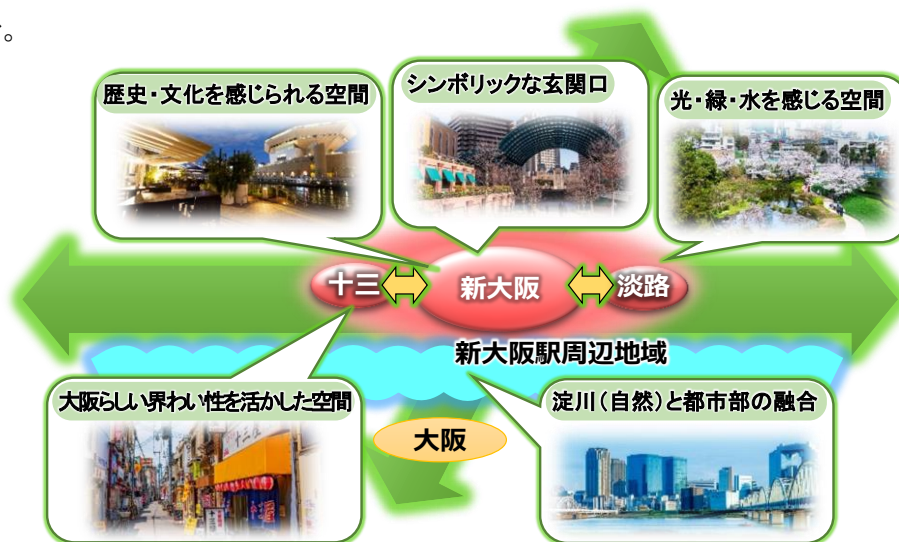 。
歴史・文化を感じられる空間
シンボリックな玄関口
光・緑・水を感じる空間
十三
新大阪
淡路
新大阪駅周辺地域
大阪らしい界わい性を活かした空間
淀川(自然)と都市部の融合
大阪